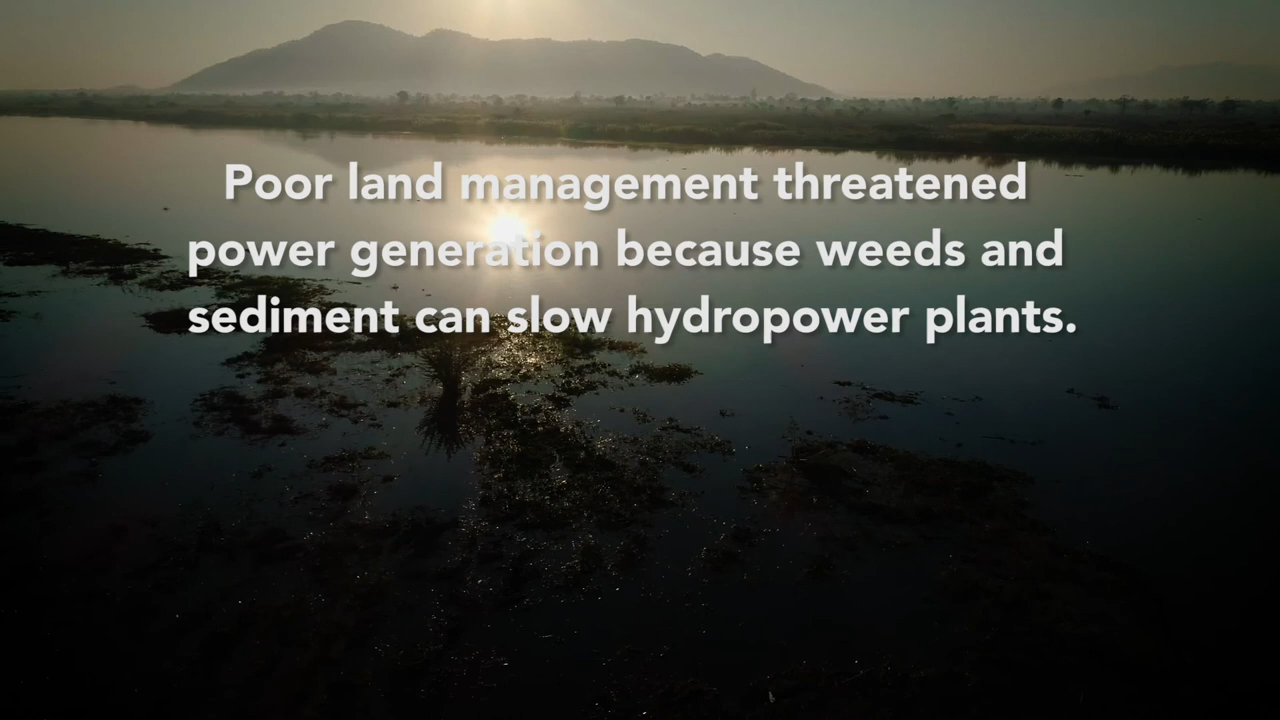 Poor land management threatened
power generation because weeds and
sediment can slow hydropower plants.